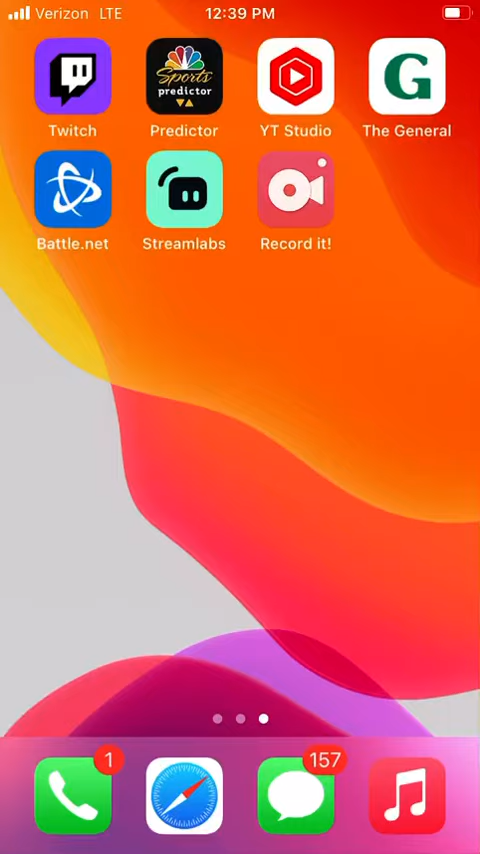 Verizon LTE 12:39 PM
Sports
predictor
G
Twitch Predictor YT Studio The General
Battle.net Streamlabs Record it!
1 157